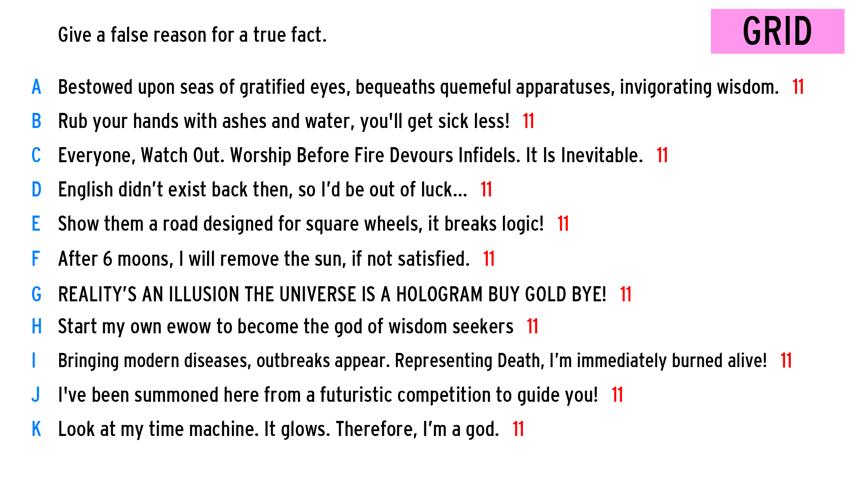 Give a false reason for a true fact.
GRID
A Bestowed upon seas of gratified eyes, bequeaths quemeful apparatuses, invigorating wisdom. 11
B Rub your hands with ashes and water, you'll get sick less! 11
C Everyone, Watch Out. Worship Before Fire Devours Infidels. It Is Inevitable. 11
D English didn’t exist back then, so I’d be out of luck... 11
E Show them a road designed for square wheels, it breaks logic! 11
F After 6 moons, I will remove the sun, if not satisfied. 11
G REALITY’S AN ILLUSION THE UNIVERSE IS A HOLOGRAM BUY GOLD BYE! 11
H Start my own ewow to become the god of wisdom seekers 11
I Bringing modern diseases, outbreaks appear. Representing Death, I’m immediately burned alive! 11
J I've been summoned here from a futuristic competition to guide you! 11
K Look at my time machine. It glows. Therefore, I’m a god. 11